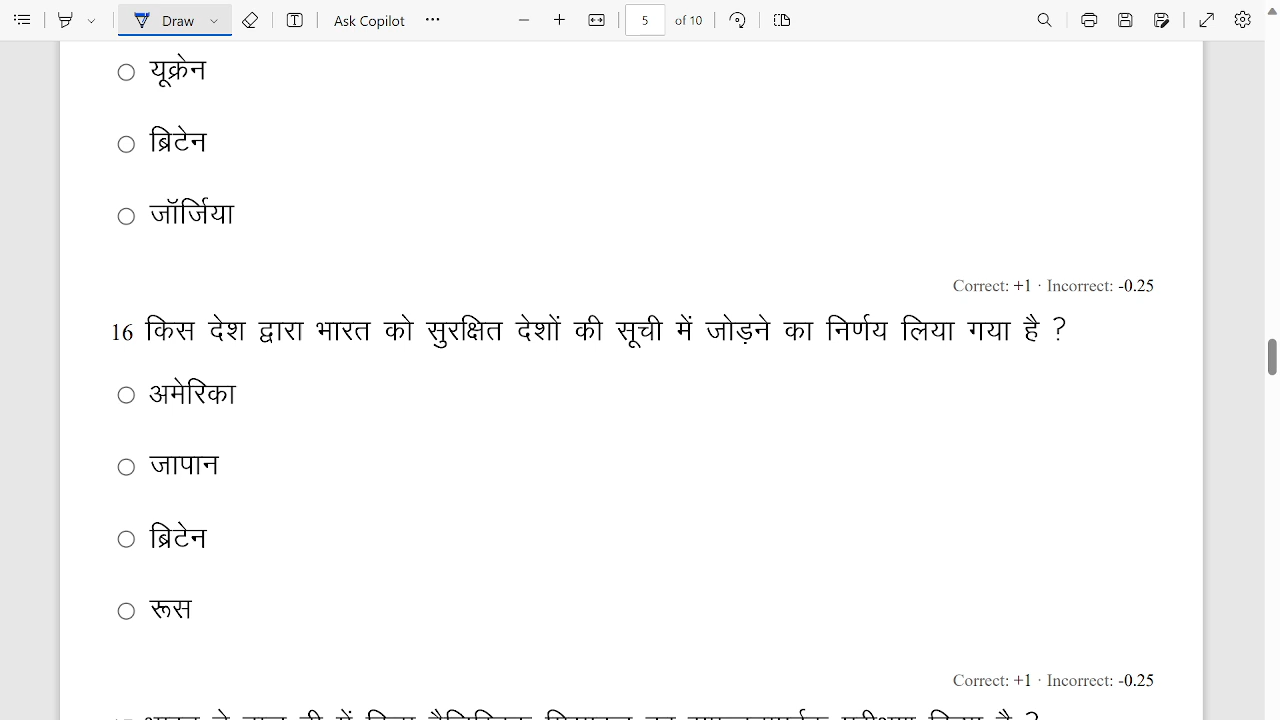 Draw
Ask Copilot
5 of 10
यूक्रेन
ब्रिटेन
जॉर्जिया
Correct: +1 · Incorrect: -0.25
16 किस देश द्वारा भारत को सुरक्षित देशों की सूची में जोड़ने का निर्णय लिया गया है ?
अमेरिका
जापान
ब्रिटेन
रूस
Correct: +1 · Incorrect: -0.25